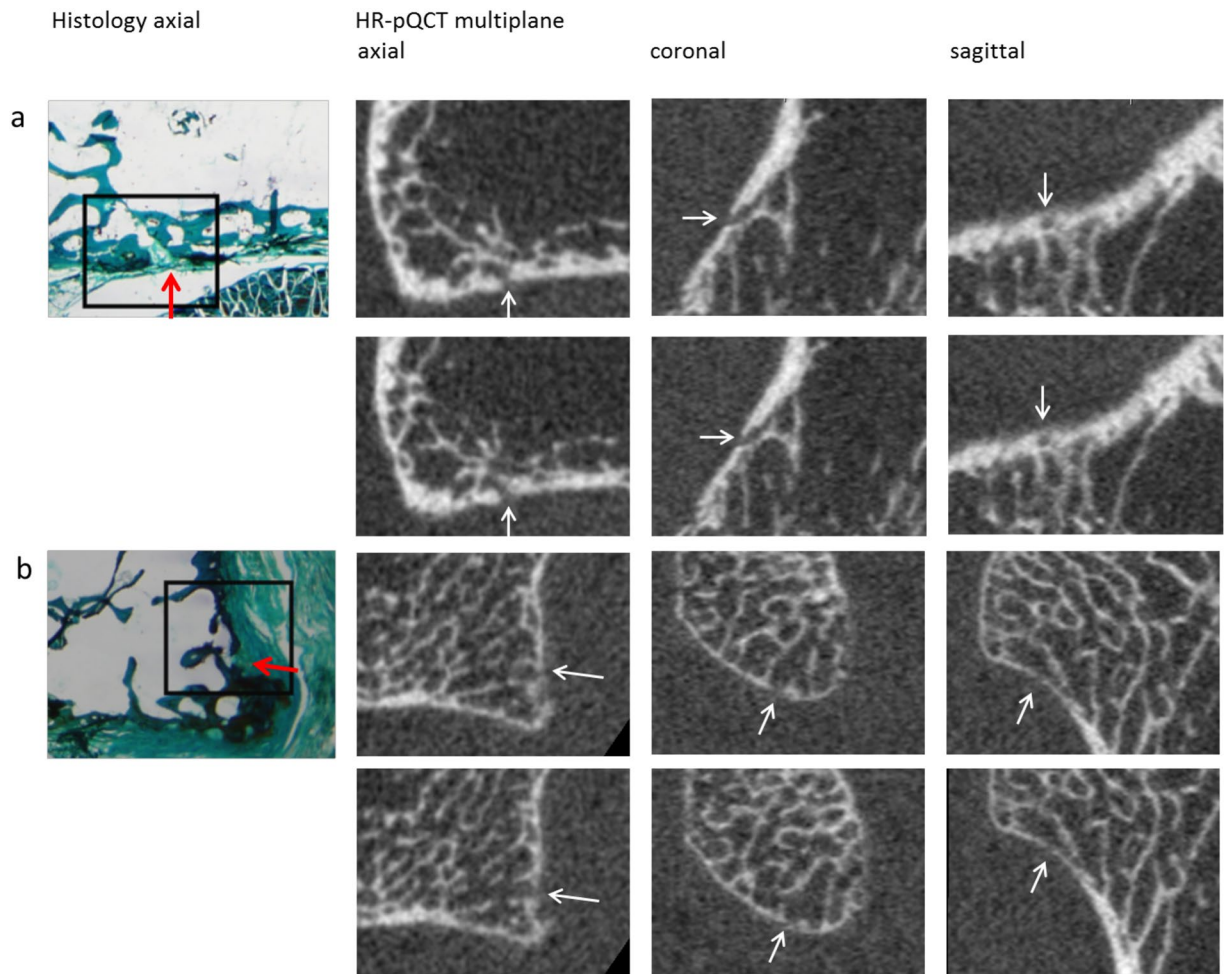 Histology axial
HR-pQCT multiplane
axial
coronal
sagittal
a
b